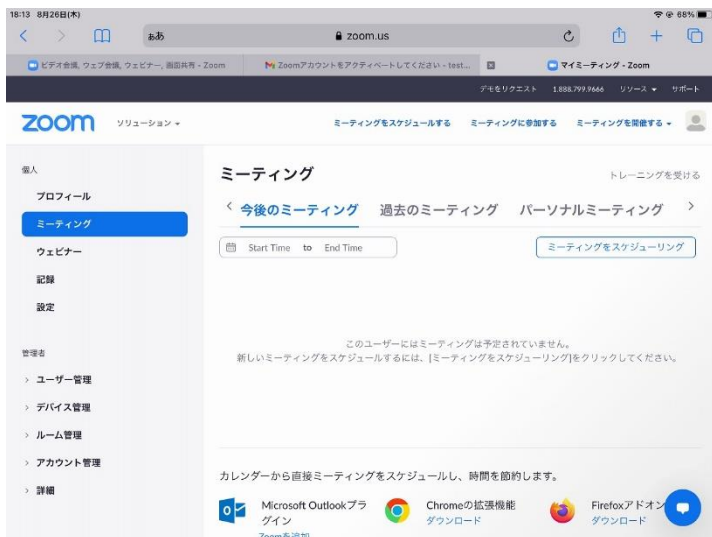 18:13 8月26日(木)
68%
ああ
zoom.us
ビデオ会議, ウェブ会議, ウェビナー, 画面共有 - Zoom
Zoomアカウントをアクティベートしてください - test...
マイミーティング - Zoom
デモをリクエスト 1.888.799.9666 リソース サポート
zoom
ソリューション
ミーティングをスケジュールする ミーティングに参加する ミーティングを開催する
個人
プロフィール
ミーティング
ウェビナー
記録
設定
管理者
ユーザー管理
デバイス管理
ルーム管理
アカウント管理
詳細
ミーティング
トレーニングを受ける
今後のミーティング 過去のミーティング パーソナルミーティング
Start Time to End Time
ミーティングをスケジューリング
このユーザーにはミーティングは予定されていません。
新しいミーティングをスケジュールするには、[ミーティングをスケジューリング]をクリックしてください。
カレンダーから直接ミーティングをスケジュールし、時間を節約します。
Microsoft Outlookプラ
グイン
Zoomを追加
Chromeの拡張機能
ダウンロード
Firefoxアドオン
ダウンロード